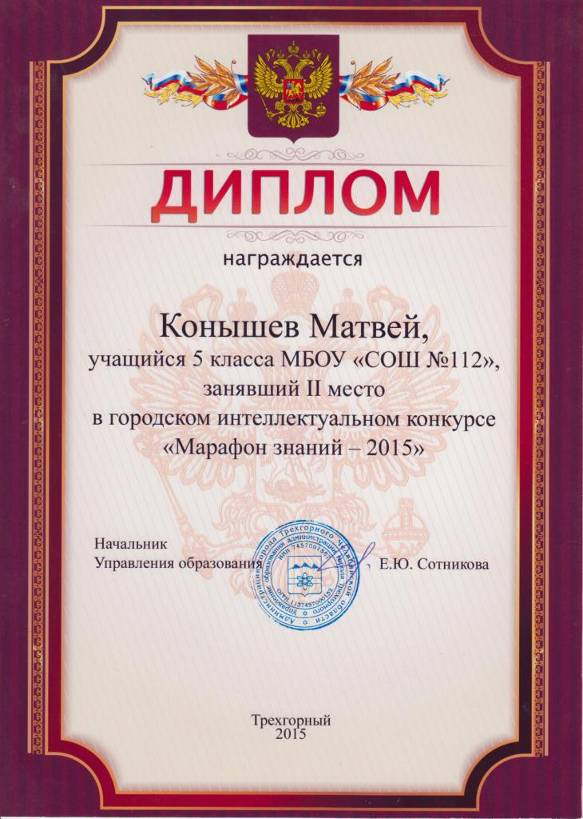 ДИПЛОМ
награждается
Конышев Матвей,
учащийся 5 класса МБОУ «СОШ №112»,
занявший II место
в городском интеллектуальном конкурсе
«Марафон знаний – 2015»
Начальник
Управления образования
Е.Ю. Сотникова
Трехгорный
2015